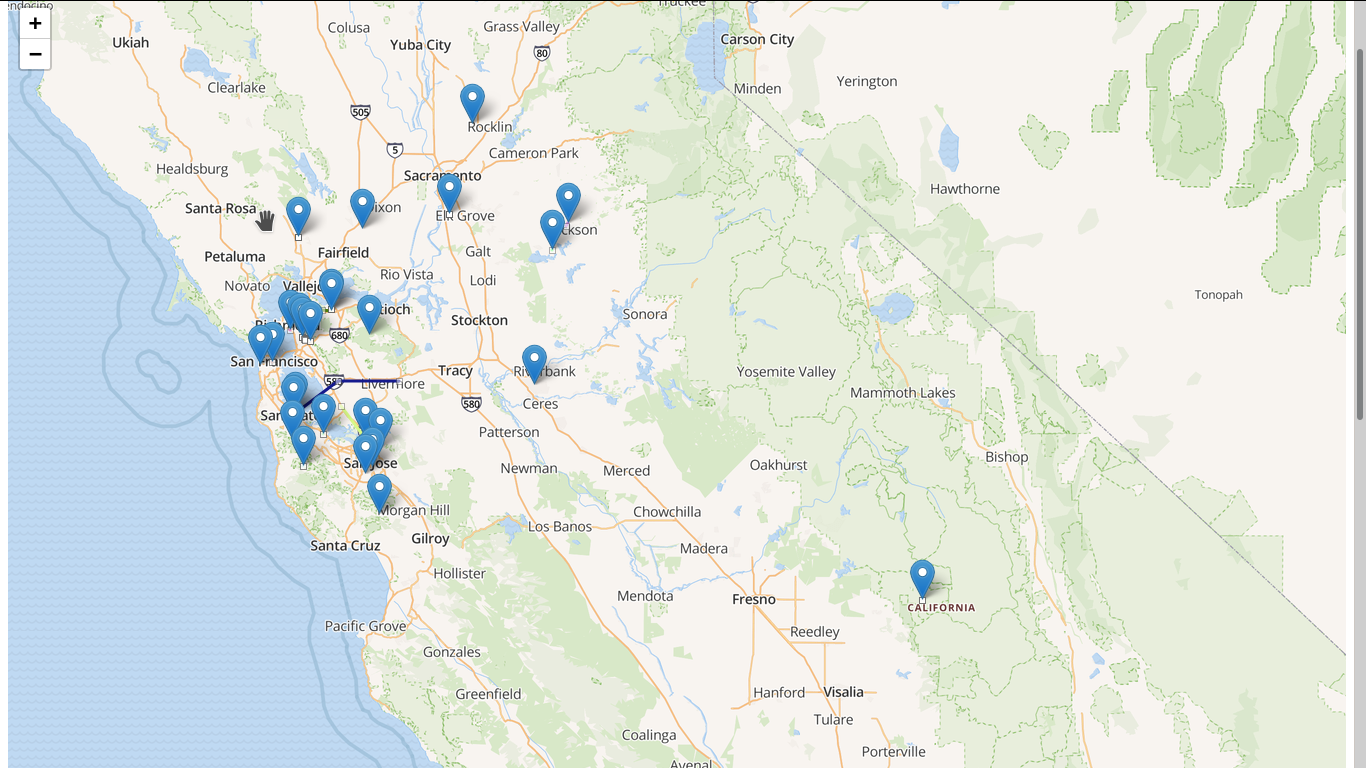 endocino
Truckee
+
−
Ukiah
Colusa
Grass Valley
Yuba City
80
Carson City
Clearlake
Minden
Yerington
505
Rocklin
5
Cameron Park
Healdsburg
Sacramento
Hawthorne
Santa Rosa
Dixon
Elk Grove
ckson
Petaluma
Fairfield
Galt
Rio Vista
Novato
Vallejo
Lodi
Tonopah
tioch
Sonora
Stockton
680
San Francisco
Tracy
Riverbank
Yosemite Valley
580
Livermore
Mammoth Lakes
580
Ceres
Patterson
San Jose
Bishop
Newman
Merced
Oakhurst
Morgan Hill
Chowchilla
Los Banos
Gilroy
Santa Cruz
Madera
Hollister
Mendota
Fresno
CALIFORNIA
Pacific Grove
Reedley
Gonzales
Greenfield
Hanford
Visalia
Tulare
Coalinga
Porterville
Avenal